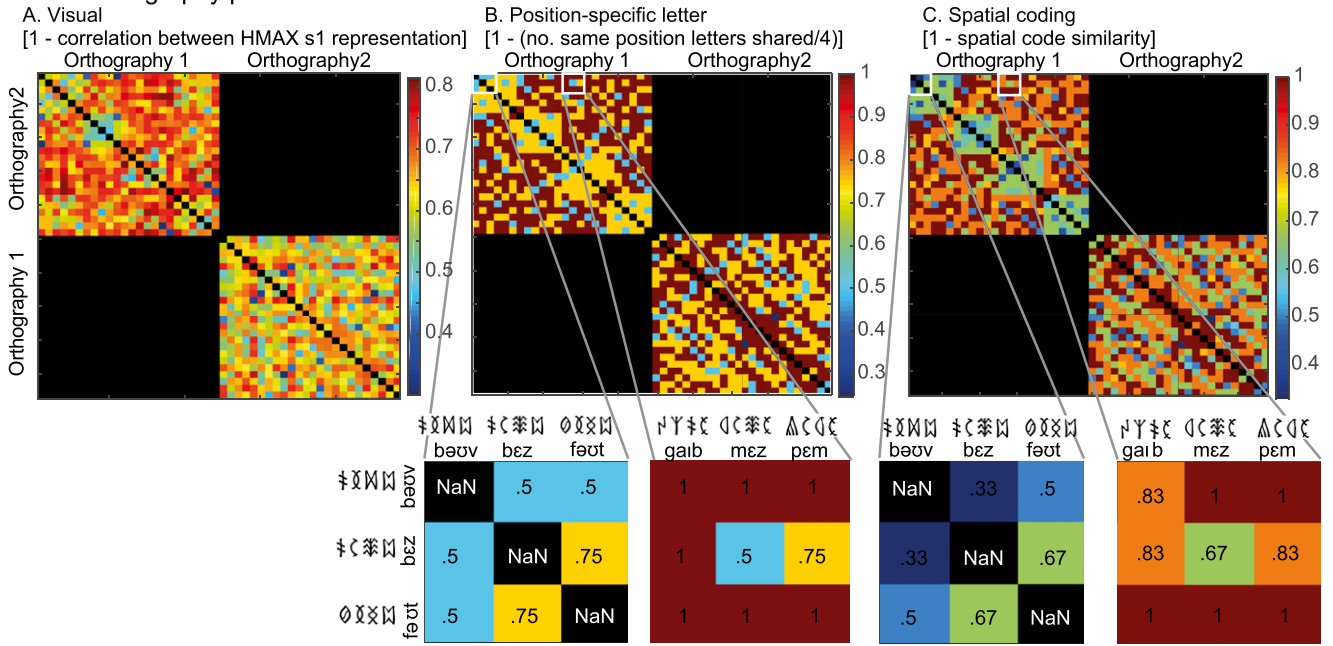 A. Visual
[1 - correlation between HMAX s1 representation]
Orthography 1 Orthography2
Orthography2
Orthography 1
0.8
0.7
0.6
0.5
0.4
B. Position-specific letter
[1 - (no. same position letters shared/4)]
Orthography 1 Orthography2
1
0.9
0.8
0.7
0.6
0.5
0.4
0.3
C. Spatial coding
[1 - spatial code similarity]
Orthography 1 Orthography2
1
0.9
0.8
0.7
0.6
0.5
0.4
bəʊv bɛz fəʊt
bəʊv NaN .5 .5
bɛz .5 NaN .75
fəʊt .5 .75 NaN
gaɪb mɛz pɛm
1 1 1
1 .5 .75
1 1 1
bəʊv bɛz fəʊt
NaN .33 .5
.33 NaN .67
.5 .67 NaN
gaɪb mɛz pɛm
.83 1 1
.83 .67 .83
1 1 1